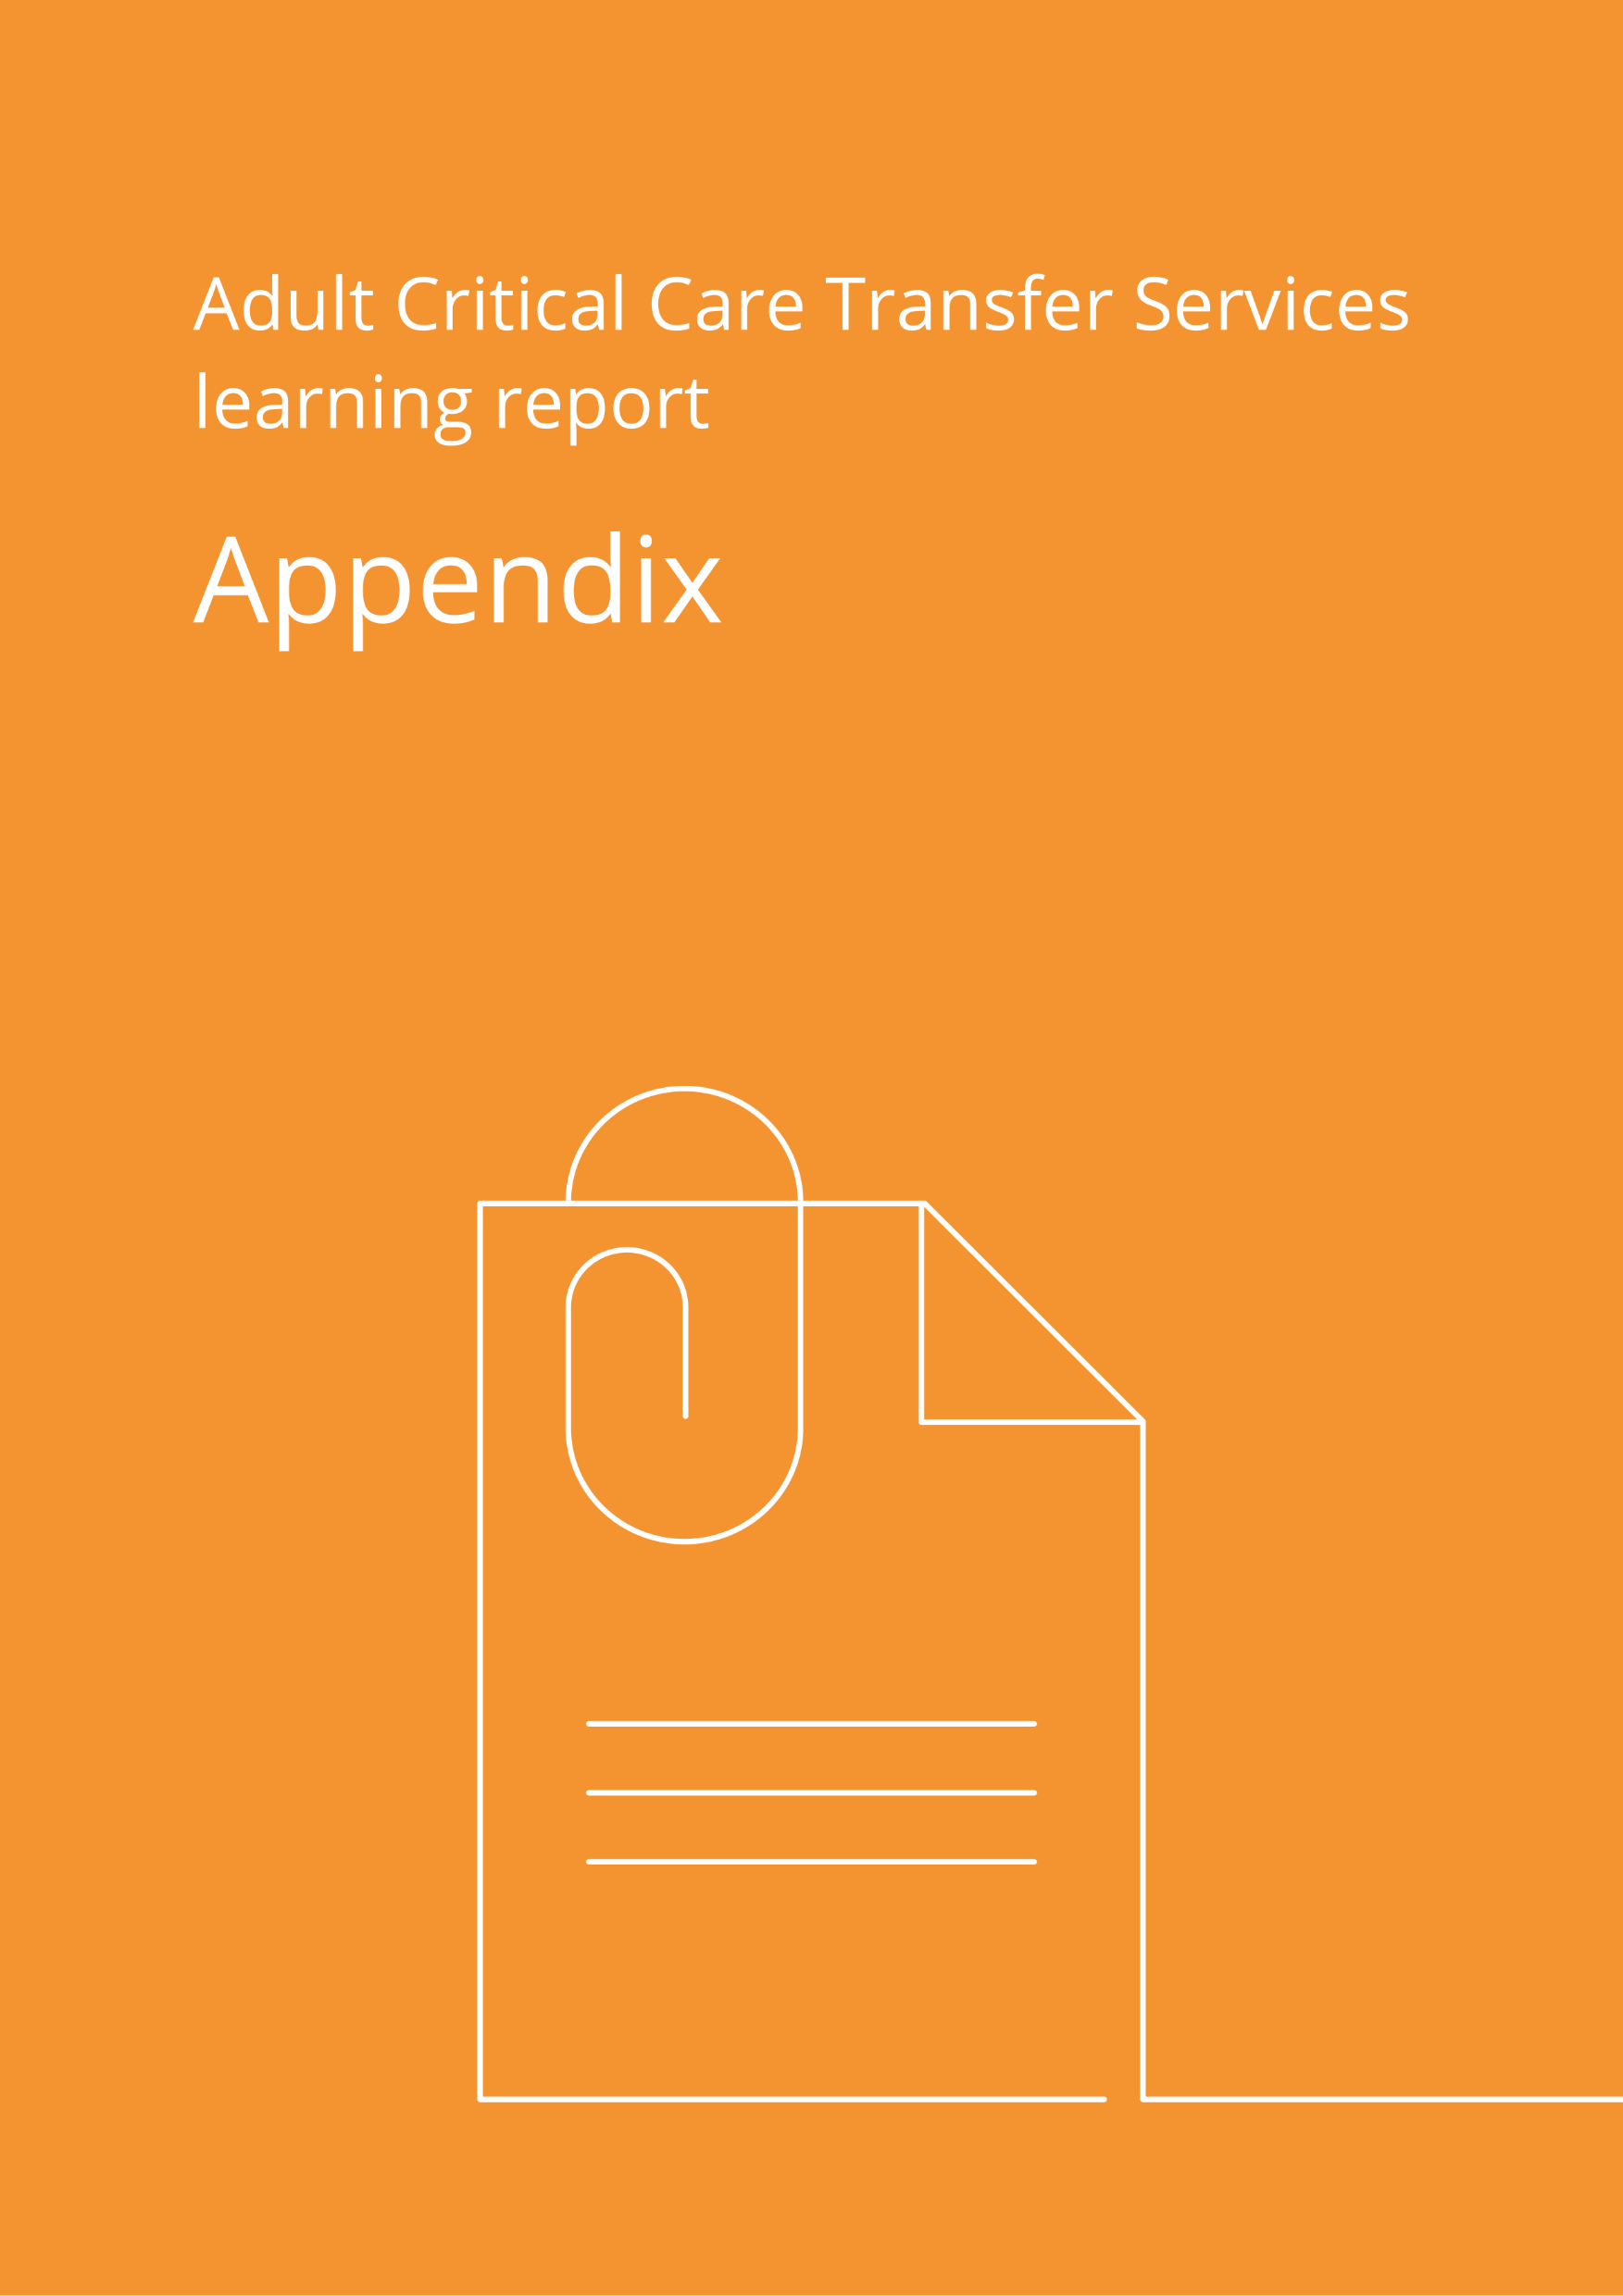 Adult Critical Care Transfer Services
learning report
Appendix